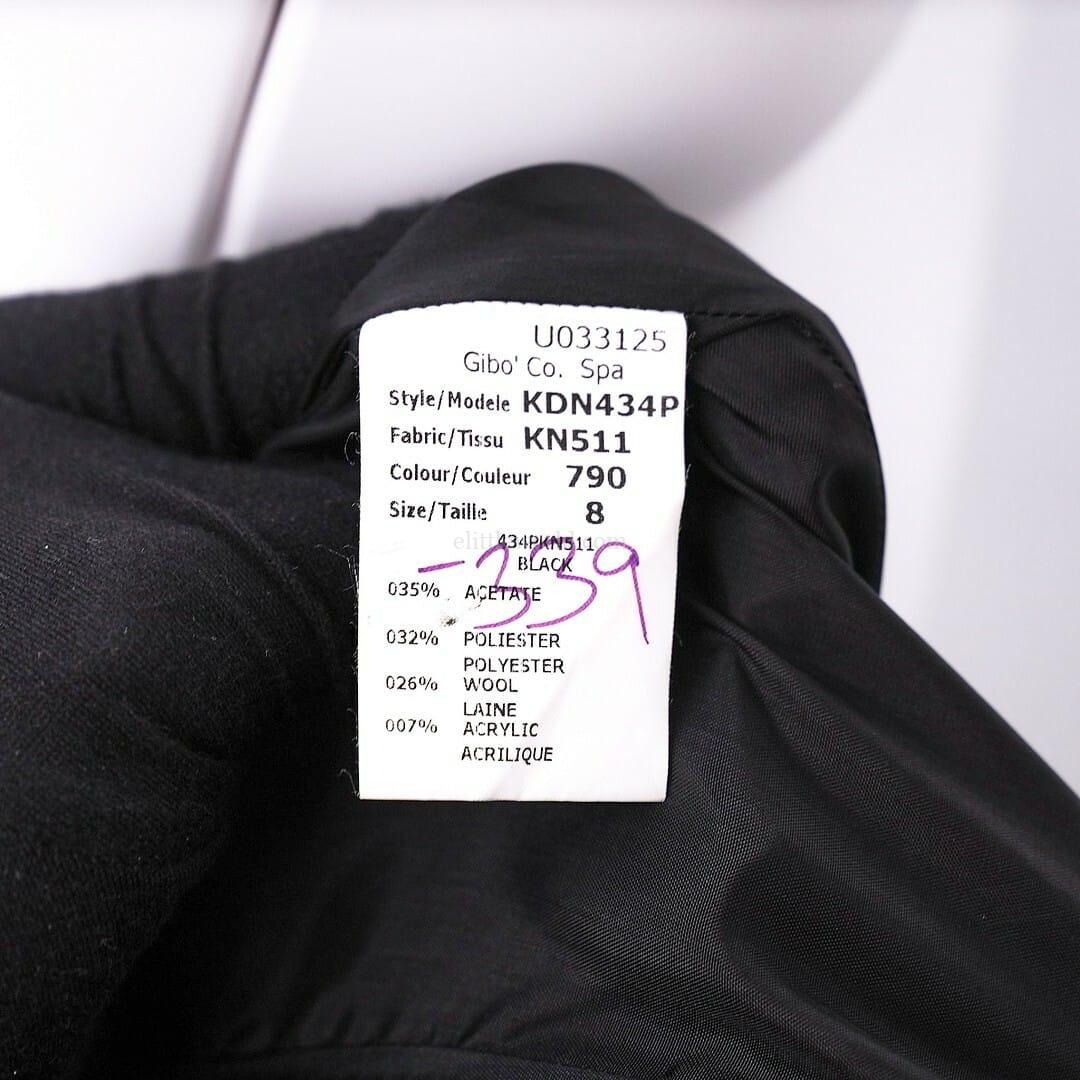 U033125
Gibo' Co. Spa
Style/Modele KDN434P
Fabric/Tissu KN511
Colour/Couleur 790
Size/Taille 8
434PKN511
BLACK
-339
035% ACETATE
032% POLIESTER
POLYESTER
026% WOOL
LAINE
007% ACRYLIC
ACRILIQUE